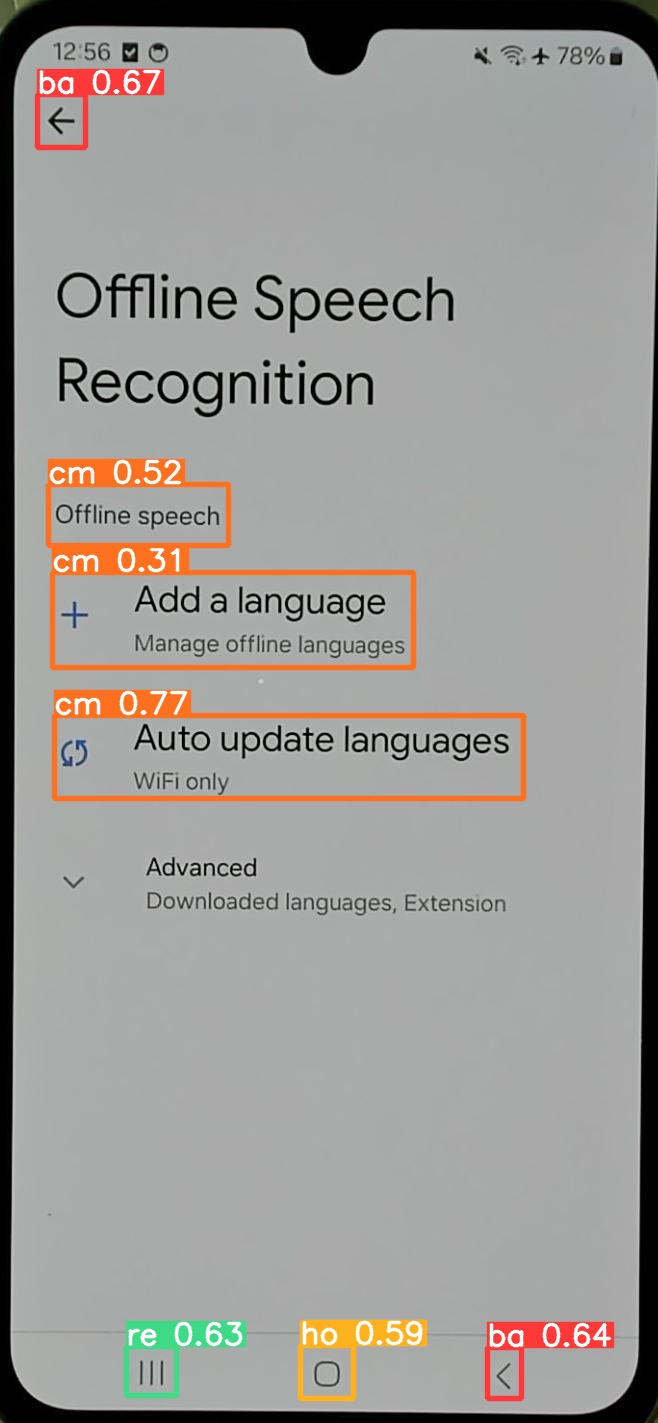 12:56 78%
ba 0.67
Offline Speech
Recognition
cm 0.52
Offline speech
cm 0.31
Add a language
Manage offline languages
cm 0.77
Auto update languages
WiFi only
Advanced
Downloaded languages, Extension
re 0.63 ho 0.59 ba 0.64